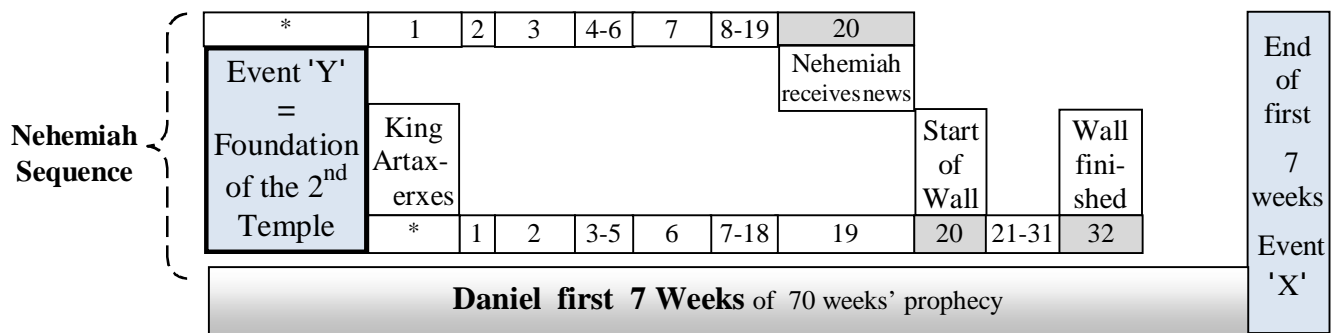 * 1 2 3 4-6 7 8-19 20
Nehemiah
Sequence
Event 'Y'
=
Foundation
of the 2nd
Temple
King
Artax-
erxes
Nehemiah
receives news
Start
of
Wall
Wall
fini-
shed
* 1 2 3-5 6 7-18 19 20 21-31 32
End
of
first
7
weeks
Event
'X'
Daniel first 7 Weeks of 70 weeks’ prophecy